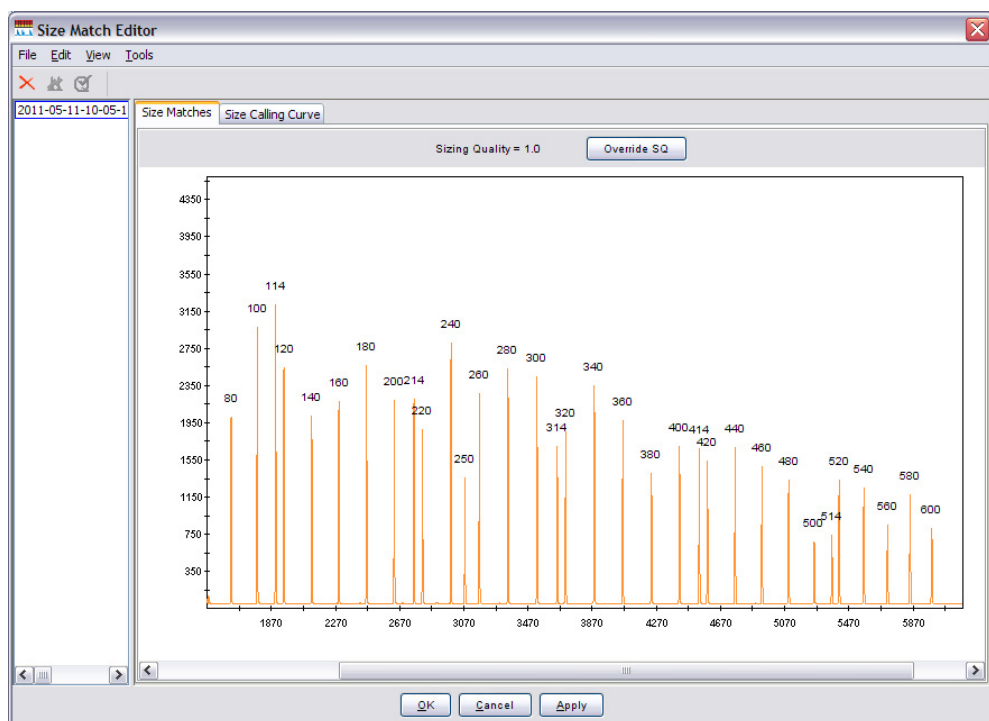 Size Match Editor
File Edit View Tools
2011-05-11-10-05-1
Size Matches Size Calling Curve
Sizing Quality = 1.0 Override SQ
4350
3950
3550
3150
2750
2350
1950
1550
1150
750
350
80 100 114 120 140 160 180 200 214 220 240 250 260 280 300 314 320 340 360 380 400 414 420 440 460 480 500 514 520 540 560 580 600
1870 2270 2670 3070 3470 3870 4270 4670 5070 5470 5870
OK Cancel Apply